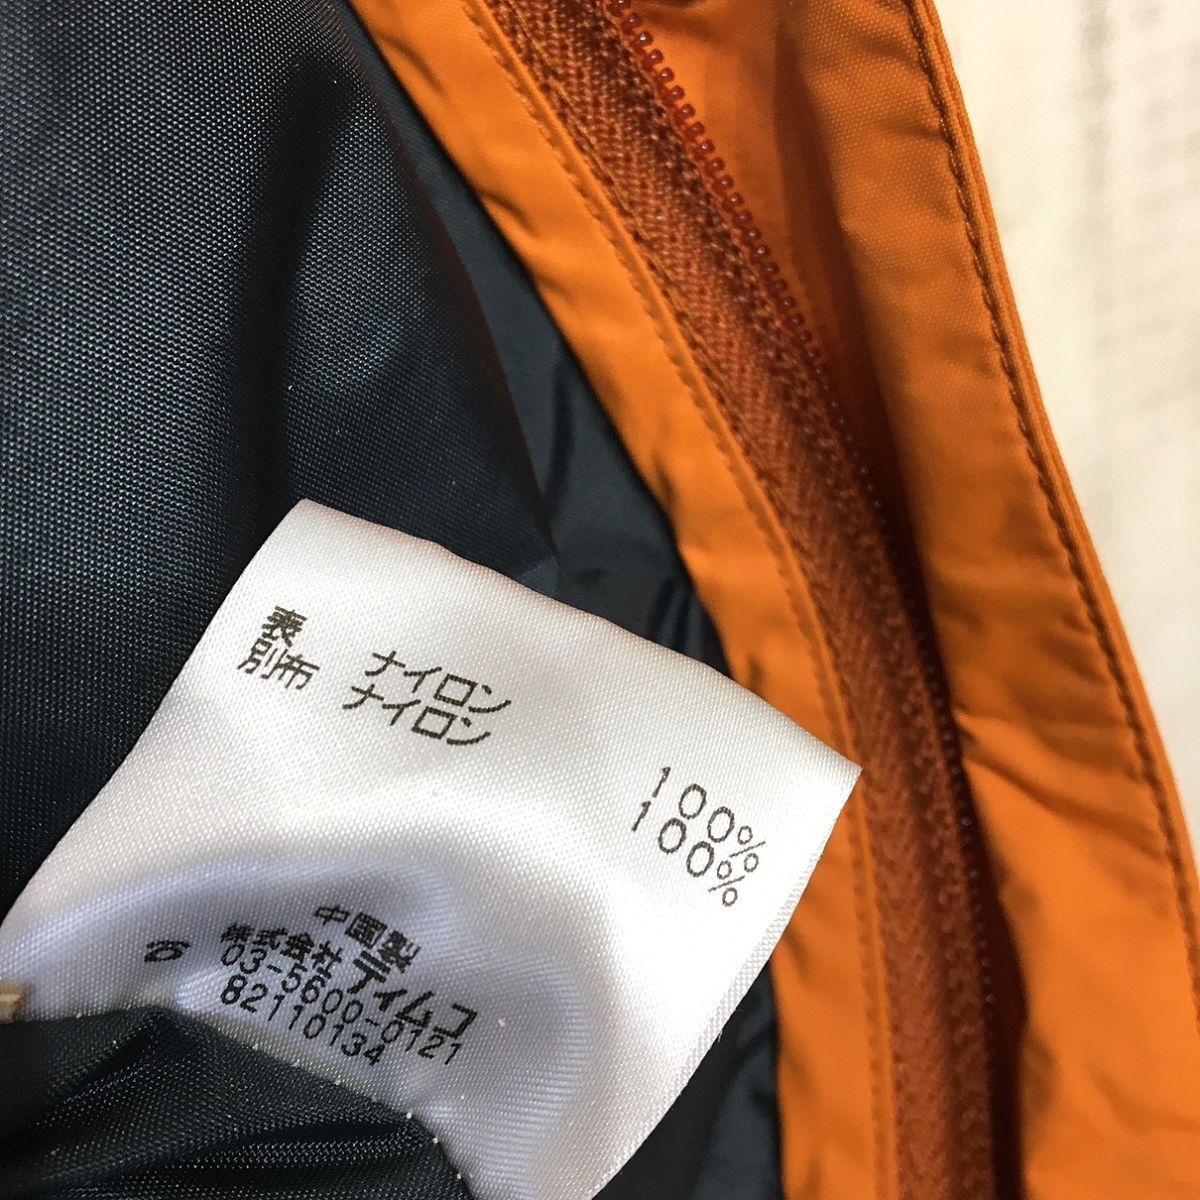 表 ナイロン 100%
別布 ナイロン 100%
中国製
株式会社 ティムコ
03-5600-0121
82110134